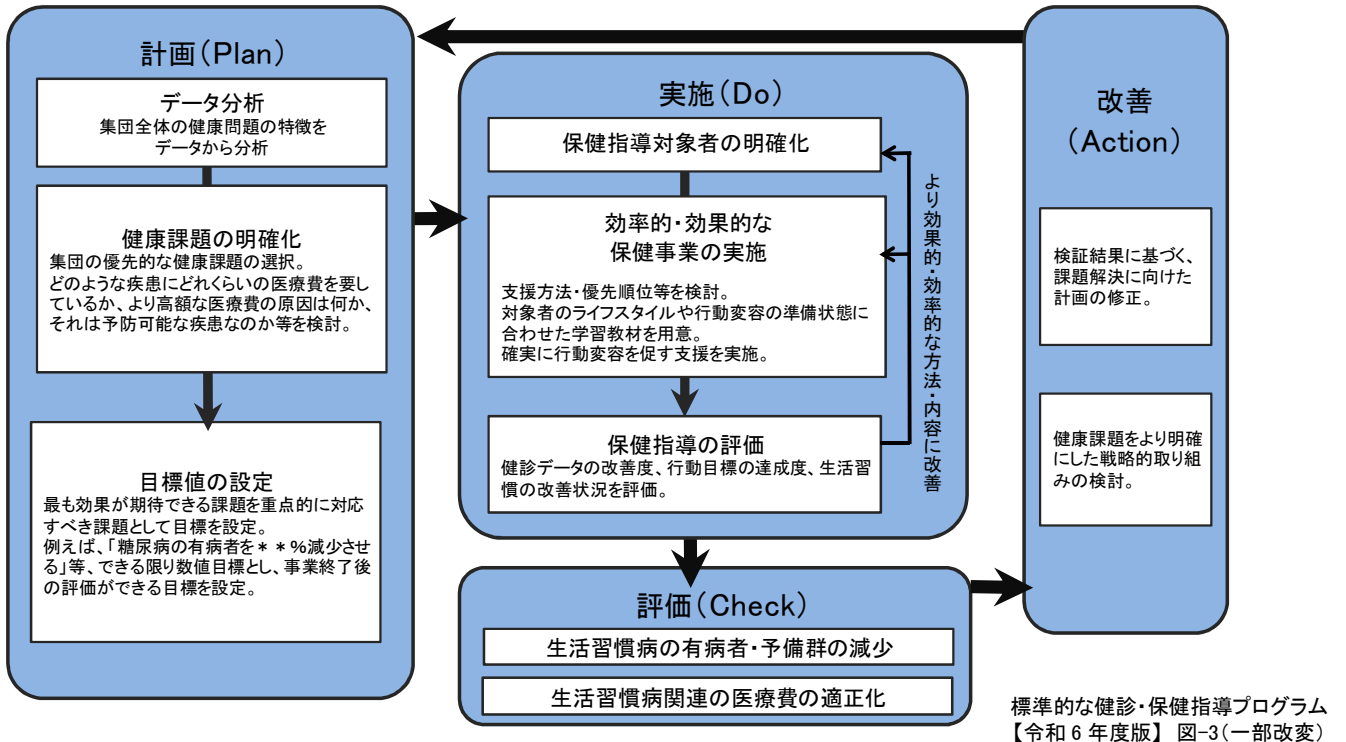 計画(Plan)
データ分析
集団全体の健康問題の特徴を
データから分析
健康課題の明確化
集団の優先的な健康課題の選択。
どのような疾患にどれくらいの医療費を要し
ているか、より高額な医療費の原因は何か、
それは予防可能な疾患なのか等を検討。
目標値の設定
最も効果が期待できる課題を重点的に対応
すべき課題として目標を設定。
例えば、「糖尿病の有病者を**%減少させ
る」等、できる限り数値目標とし、事業終了後
の評価ができる目標を設定。
実施(Do)
保健指導対象者の明確化
効率的・効果的な
保健事業の実施
支援方法・優先順位等を検討。
対象者のライフスタイルや行動変容の準備状態に
合わせた学習教材を用意。
確実に行動変容を促す支援を実施。
保健指導の評価
健診データの改善度、行動目標の達成度、生活習
慣の改善状況を評価。
より効果的・効率的な方法・内容に改善
評価(Check)
生活習慣病の有病者・予備群の減少
生活習慣病関連の医療費の適正化
改善
(Action)
検証結果に基づく、
課題解決に向けた
計画の修正。
健康課題をより明確
にした戦略的取り組
みの検討。
標準的な健診・保健指導プログラム
【令和6年度版】 図-3(一部改変)